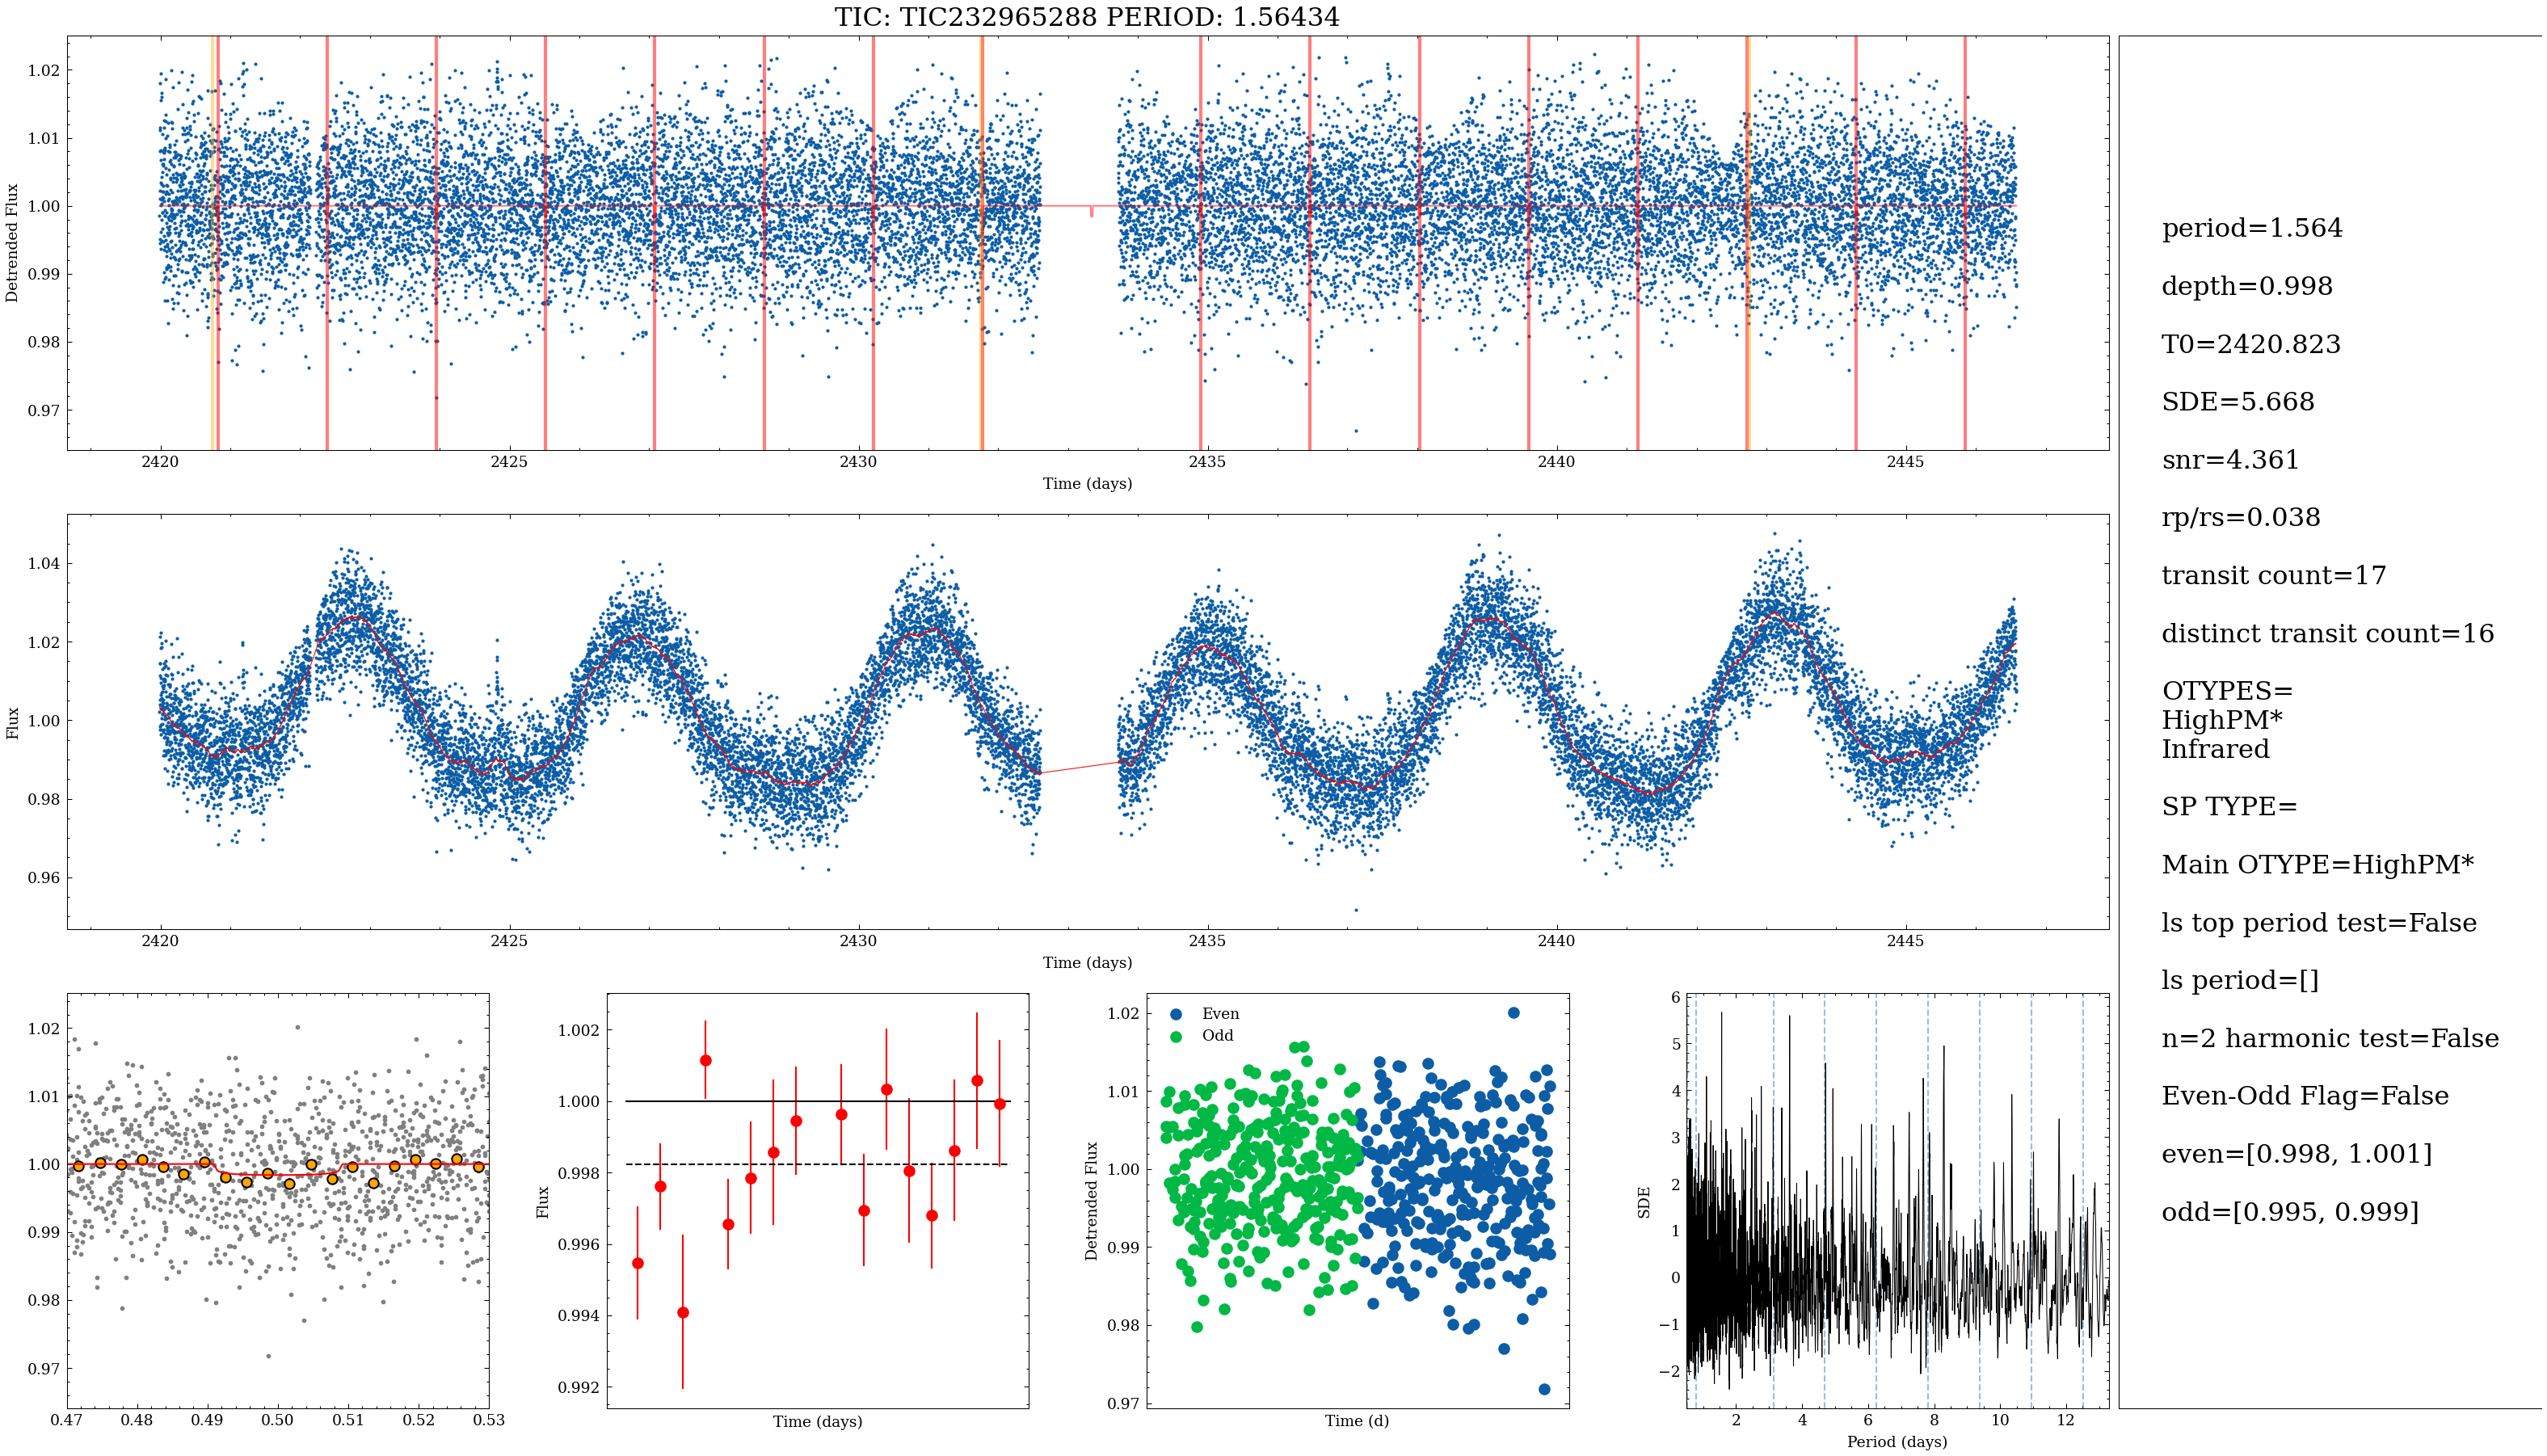 TIC: TIC232965288 PERIOD: 1.56434
1.02
1.01
1.00
0.99
0.98
0.97
Detrended Flux
2420
2425
2430
2435
2440
2445
Time (days)
1.04
1.02
1.00
0.98
0.96
Flux
2420
2425
2430
2435
2440
2445
Time (days)
1.02
1.01
1.00
0.99
0.98
0.97
0.47
0.48
0.49
0.50
0.51
0.52
0.53
1.002
1.000
0.998
0.996
0.994
0.992
Flux
Time (days)
Even
Odd
1.02
1.01
1.00
0.99
0.98
0.97
Detrended Flux
Time (d)
6
5
4
3
2
1
0
−1
−2
SDE
2
4
6
8
10
12
Period (days)
period=1.564
depth=0.998
T0=2420.823
SDE=5.668
snr=4.361
rp/rs=0.038
transit count=17
distinct transit count=16
OTYPES=
HighPM*
Infrared
SP TYPE=
Main OTYPE=HighPM*
ls top period test=False
ls period=[]
n=2 harmonic test=False
Even-Odd Flag=False
even=[0.998, 1.001]
odd=[0.995, 0.999]